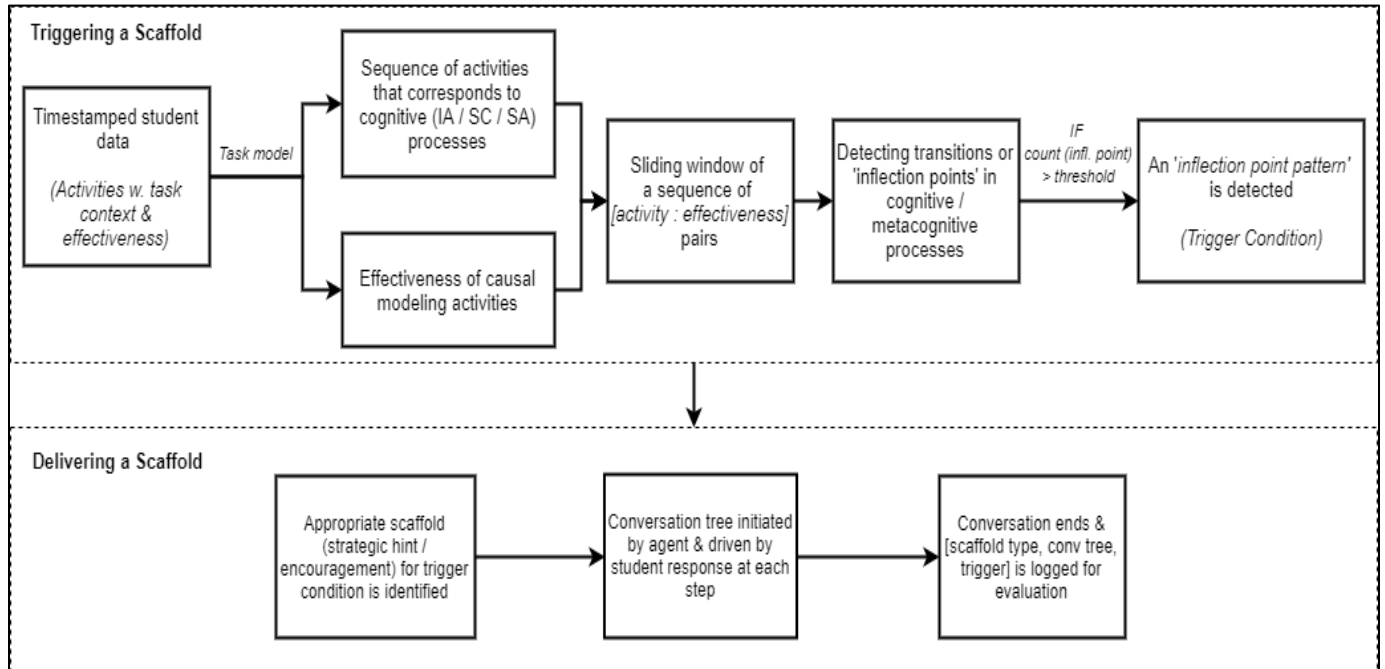 Triggering a Scaffold
Timestamped student
data
(Activities w. task
context &
effectiveness)
Task model
Sequence of activities
that corresponds to
cognitive (IA / SC / SA)
processes
Effectiveness of causal
modeling activities
Sliding window of
a sequence of
[activity : effectiveness]
pairs
Detecting transitions or
'inflection points' in
cognitive /
metacognitive
processes
IF
count (infl. point)
> threshold
An 'inflection point pattern'
is detected
(Trigger Condition)
Delivering a Scaffold
Appropriate scaffold
(strategic hint /
encouragement) for trigger
condition is identified
Conversation tree initiated
by agent & driven by
student response at each
step
Conversation ends &
[scaffold type, conv tree,
trigger] is logged for
evaluation